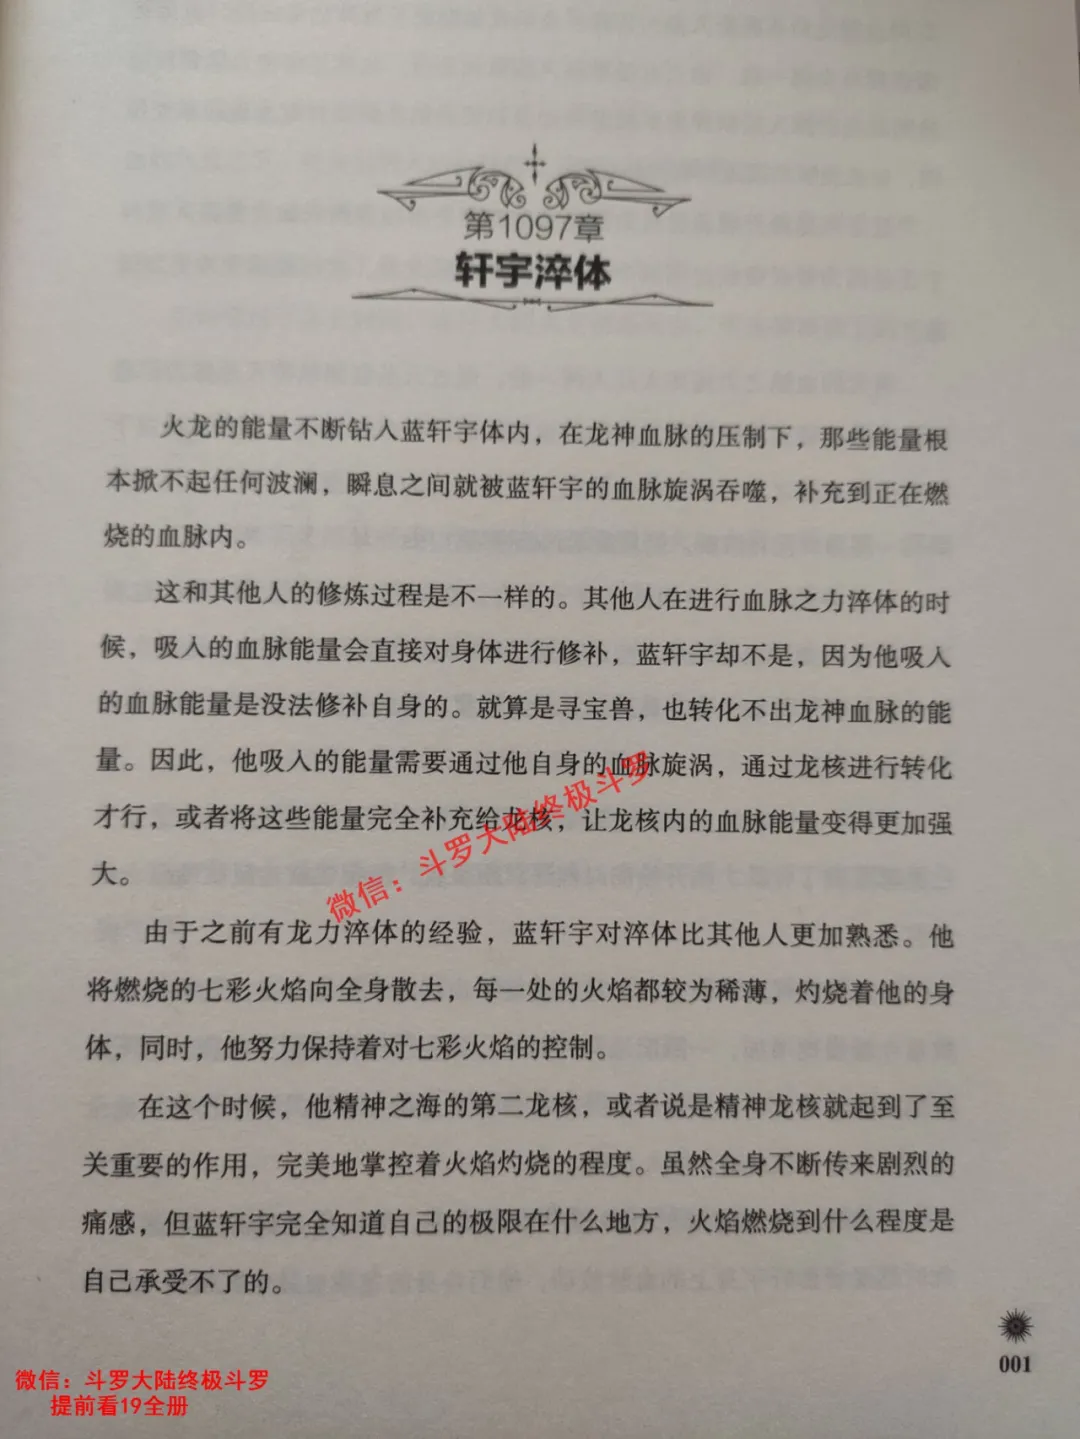 第1097章
轩宇淬体
火龙的能量不断钻入蓝轩宇体内，在龙神血脉的压制下，那些能量根
本掀不起任何波澜，瞬息之间就被蓝轩宇的血脉旋涡吞噬，补充到正在燃
烧的血脉内。
这和其他人的修炼过程是不一样的。其他人在进行血脉之力淬体的时
候，吸入的血脉能量会直接对身体进行修补，蓝轩宇却不是，因为他吸入
的血脉能量是没法修补自身的。就算是寻宝兽，也转化不出龙神血脉的能
量。因此，他吸入的能量需要通过他自身的血脉旋涡，通过龙核进行转化
才行，或者将这些能量完全补充给龙核，让龙核内的血脉能量变得更加强
大。
微信：斗罗大陆终极斗罗
由于之前有龙力淬体的经验，蓝轩宇对淬体比其他人更加熟悉。他
将燃烧的七彩火焰向全身散去，每一处的火焰都较为稀薄，灼烧着他的身
体，同时，他努力保持着对七彩火焰的控制。
在这个时候，他精神之海的第二龙核，或者说是精神龙核就起到了至
关重要的作用，完美地掌控着火焰灼烧的程度。虽然全身不断传来剧烈的
痛感，但蓝轩宇完全知道自己的极限在什么地方，火焰燃烧到什么程度是
自己承受不了的。
001
微信：斗罗大陆终极斗罗
提前看19全册